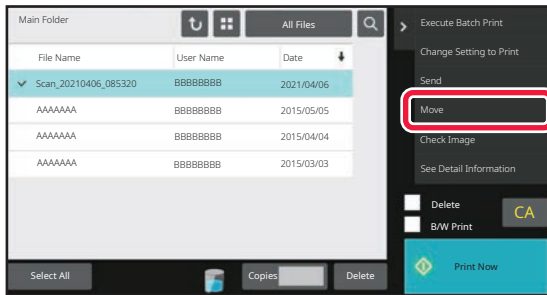 Main Folder
All Files
File Name User Name Date
Scan_20210406_085320 BBBBBBBB 2021/04/06
AAAAAAA BBBBBBBB 2015/05/05
AAAAAAA BBBBBBBB 2015/04/04
AAAAAAA BBBBBBBB 2015/03/03
Select All
Copies
Delete
Execute Batch Print
Change Setting to Print
Send
Move
Check Image
See Detail Information
Delete
B/W Print
CA
Print Now